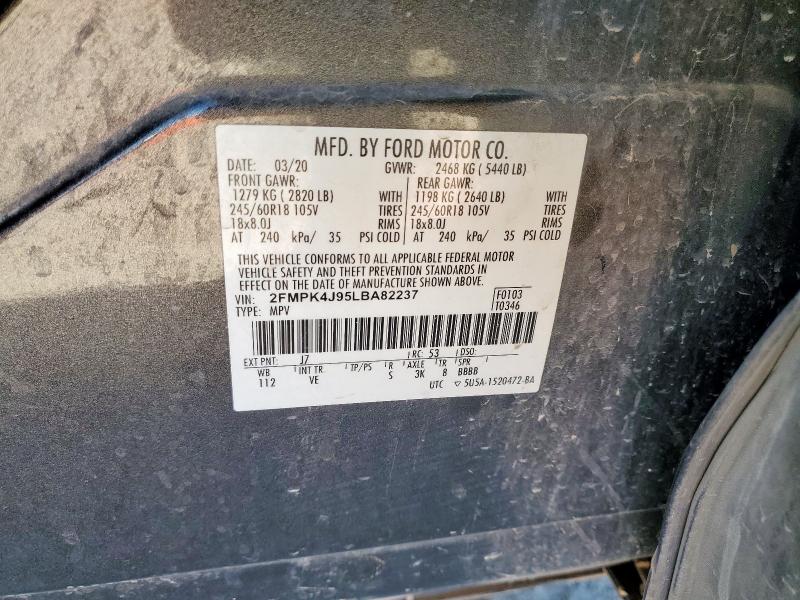 MFD. BY FORD MOTOR CO.
DATE: 03/20 GVWR: 2468 KG ( 5440 LB)
FRONT GAWR: REAR GAWR:
1279 KG ( 2820 LB) WITH 1198 KG ( 2640 LB) WITH
245/60R18 105V TIRES 245/60R18 105V TIRES
18x8.0J RIMS 18x8.0J RIMS
AT 240 kPa/ 35 PSI COLD AT 240 kPa/ 35 PSI COLD
THIS VEHICLE CONFORMS TO ALL APPLICABLE FEDERAL MOTOR
VEHICLE SAFETY AND THEFT PREVENTION STANDARDS IN
EFFECT ON THE DATE OF MANUFACTURE SHOWN ABOVE.
VIN: 2FMPK4J95LBA82237 F0103
TYPE: MPV T0346
EXT PNT: J7 RC: 53 DSO:
WB INT TR TP/PS R AXLE TR SPR
112 VE S 3K 8 BBBB
UTC ▽ 5U5A-1520472-BA